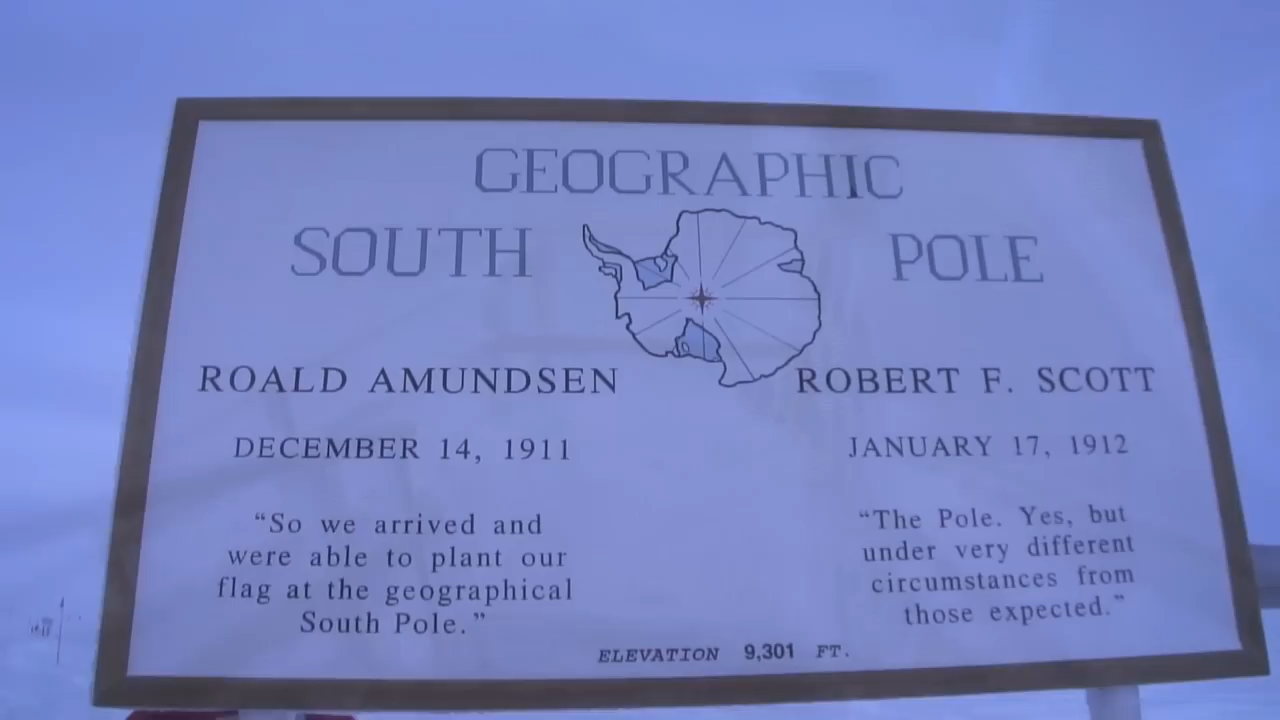 GEOGRAPHIC
SOUTH POLE
ROALD AMUNDSEN
DECEMBER 14, 1911
“So we arrived and
were able to plant our
flag at the geographical
South Pole.”
ROBERT F. SCOTT
JANUARY 17, 1912
“The Pole. Yes, but
under very different
circumstances from
those expected.”
ELEVATION 9,301 FT.